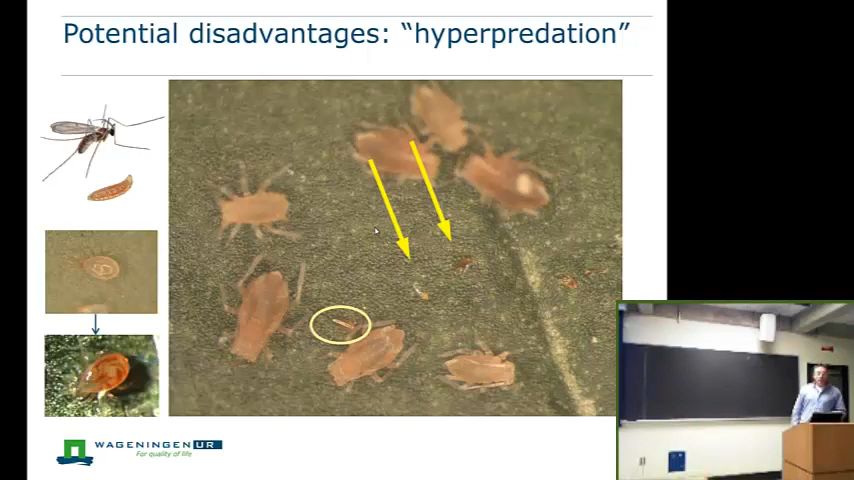 Potential disadvantages: “hyperpredation”
WAGENINGEN UR
For quality of life